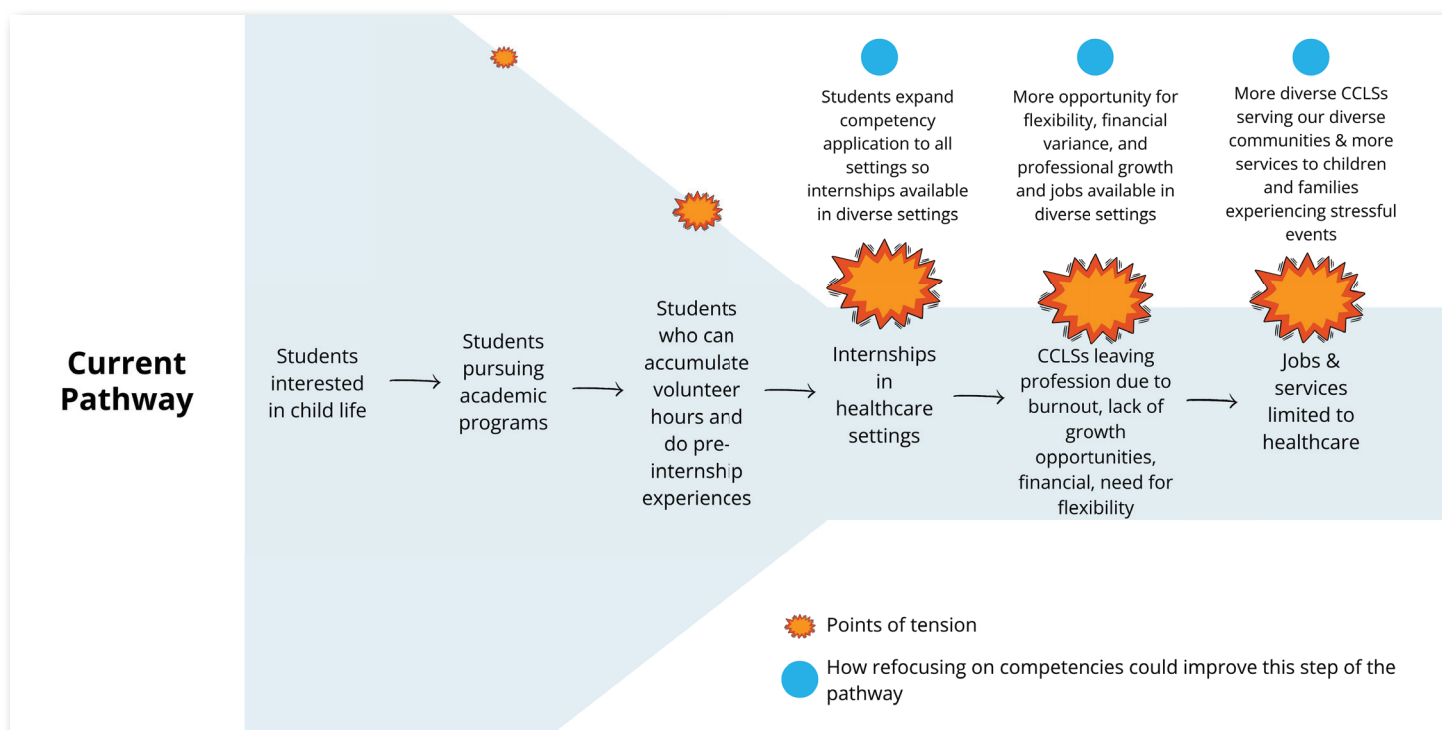 Current
Pathway
Students
interested
in child life
Students
pursuing
academic
programs
Students
who can
accumulate
volunteer
hours and
do pre-
internship
experiences
Students expand
competency
application to all
settings so
internships available
in diverse settings
Internships
in
healthcare
settings
More opportunity for
flexibility, financial
variance, and
professional growth
and jobs available in
diverse settings
CCLSs leaving
profession due to
burnout, lack of
growth
opportunities,
financial, need for
flexibility
More diverse CCLSs
serving our diverse
communities & more
services to children
and families
experiencing stressful
events
Jobs &
services
limited to
healthcare
Points of tension
How refocusing on competencies could improve this step of the
pathway